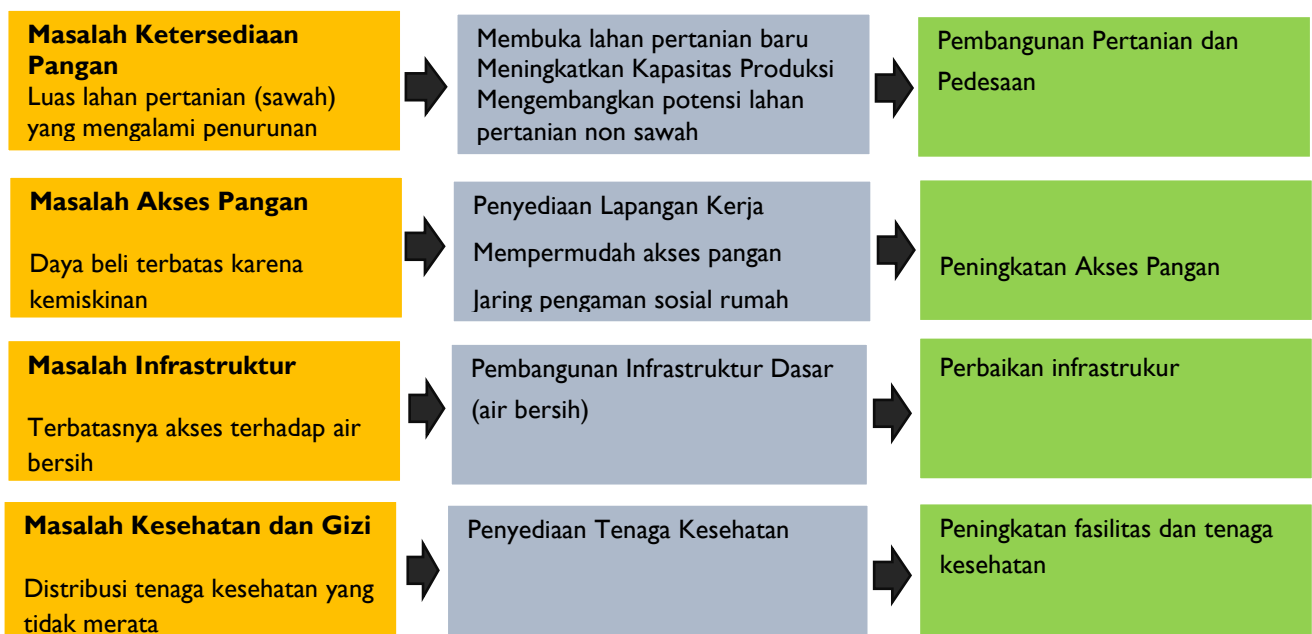 Masalah Ketersediaan
Pangan
Luas lahan pertanian (sawah)
yang mengalami penurunan
Membuka lahan pertanian baru
Meningkatkan Kapasitas Produksi
Mengembangkan potensi lahan
pertanian non sawah
Pembangunan Pertanian dan
Pedesaan
Masalah Akses Pangan
Daya beli terbatas karena
kemiskinan
Penyediaan Lapangan Kerja
Mempermudah akses pangan
Jaring pengaman sosial rumah
Peningkatan Akses Pangan
Masalah Infrastruktur
Terbatasnya akses terhadap air
bersih
Pembangunan Infrastruktur Dasar
(air bersih)
Perbaikan infrastrukur
Masalah Kesehatan dan Gizi
Distribusi tenaga kesehatan yang
tidak merata
Penyediaan Tenaga Kesehatan
Peningkatan fasilitas dan tenaga
kesehatan